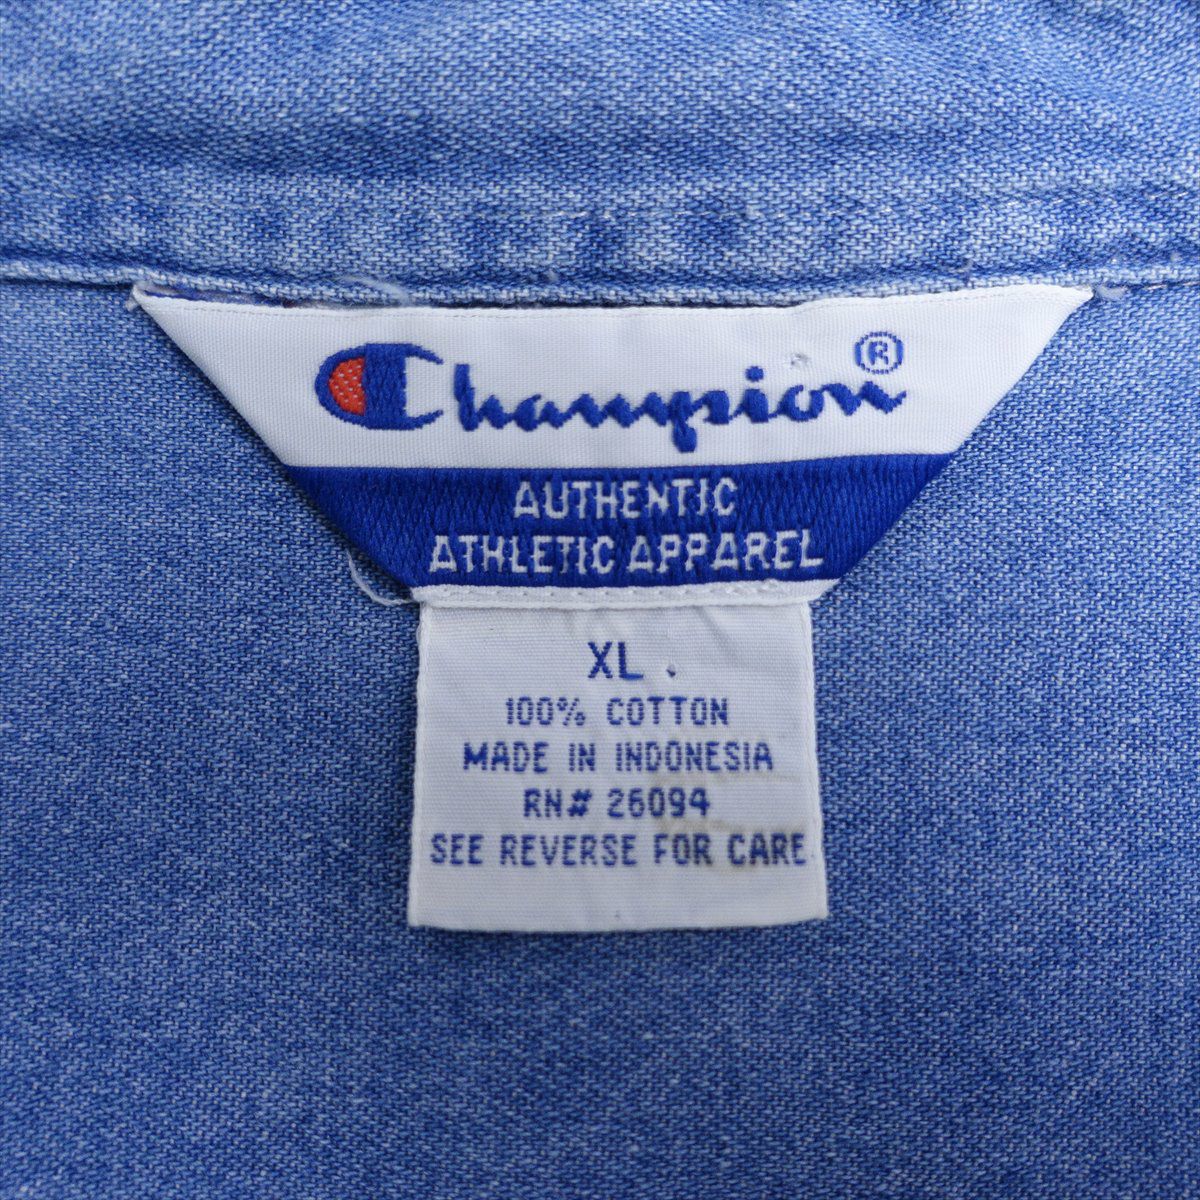 Champion®
AUTHENTIC
ATHLETIC APPAREL
XL
100% COTTON
MADE IN INDONESIA
RN# 26094
SEE REVERSE FOR CARE